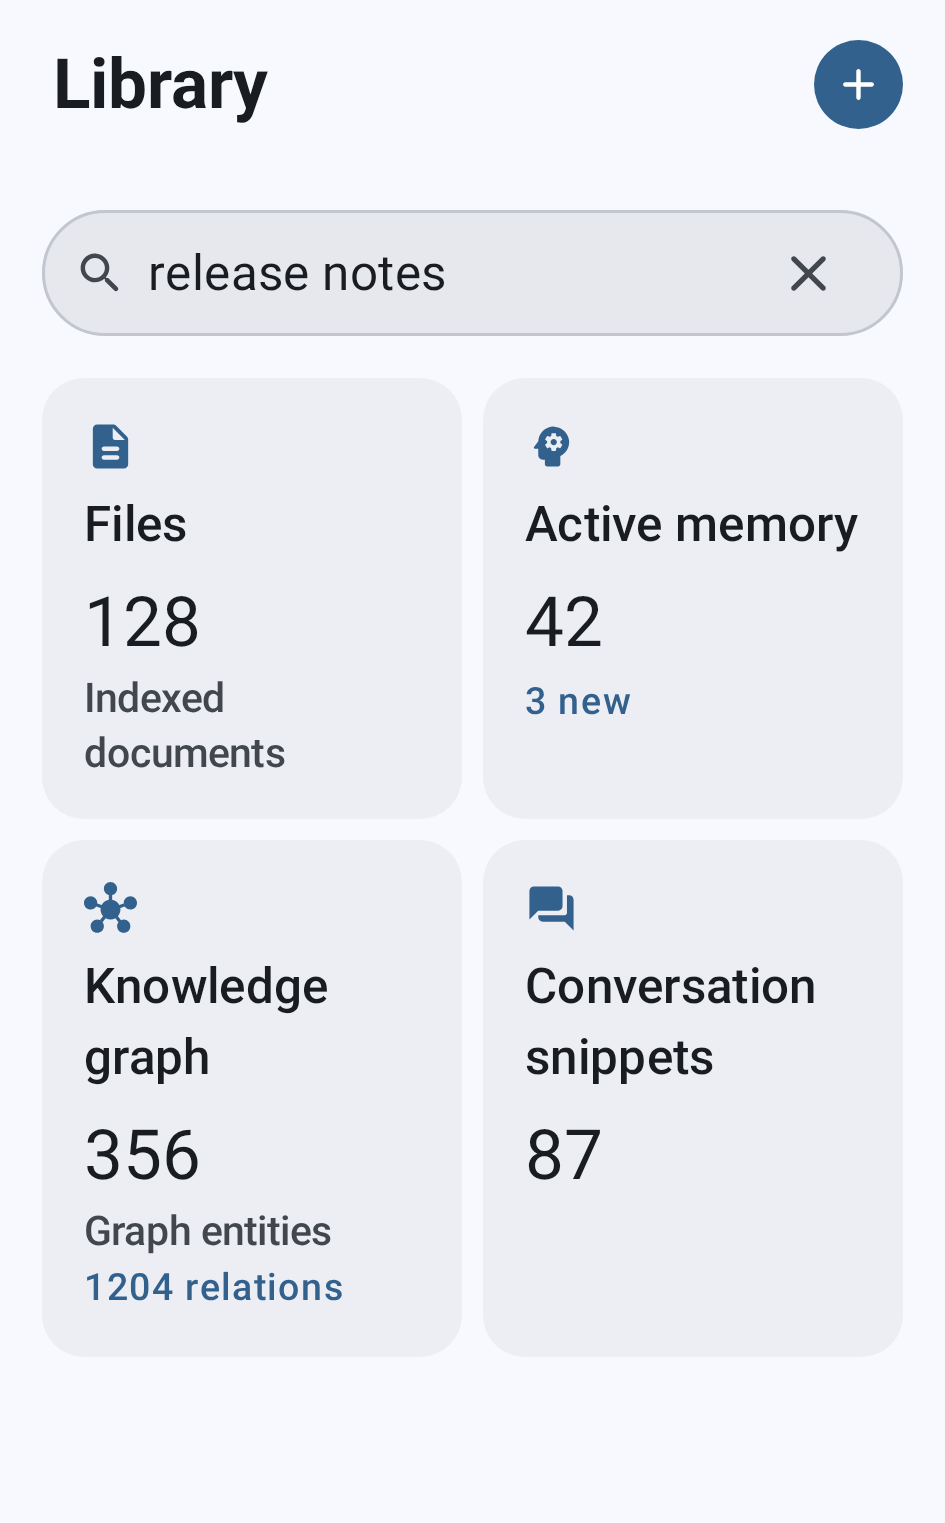 Library
release notes
Files
128
Indexed
documents
Active memory
42
3 new
Knowledge
graph
356
Graph entities
1204 relations
Conversation
snippets
87